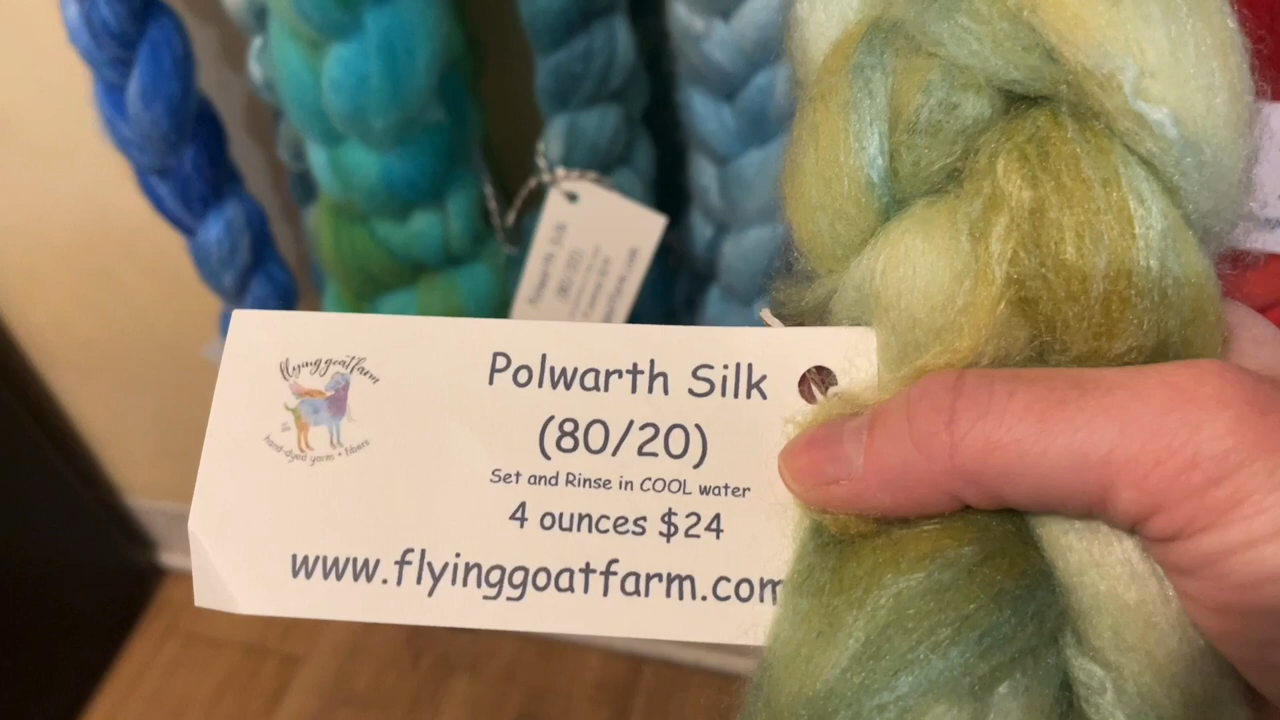 flyinggoatfarm
hand-dyed yarns + fibers
Polwarth Silk
(80/20)
Set and Rinse in COOL water
4 ounces $24
www.flyinggoatfarm.com
Polwarth Silk
(80/20)